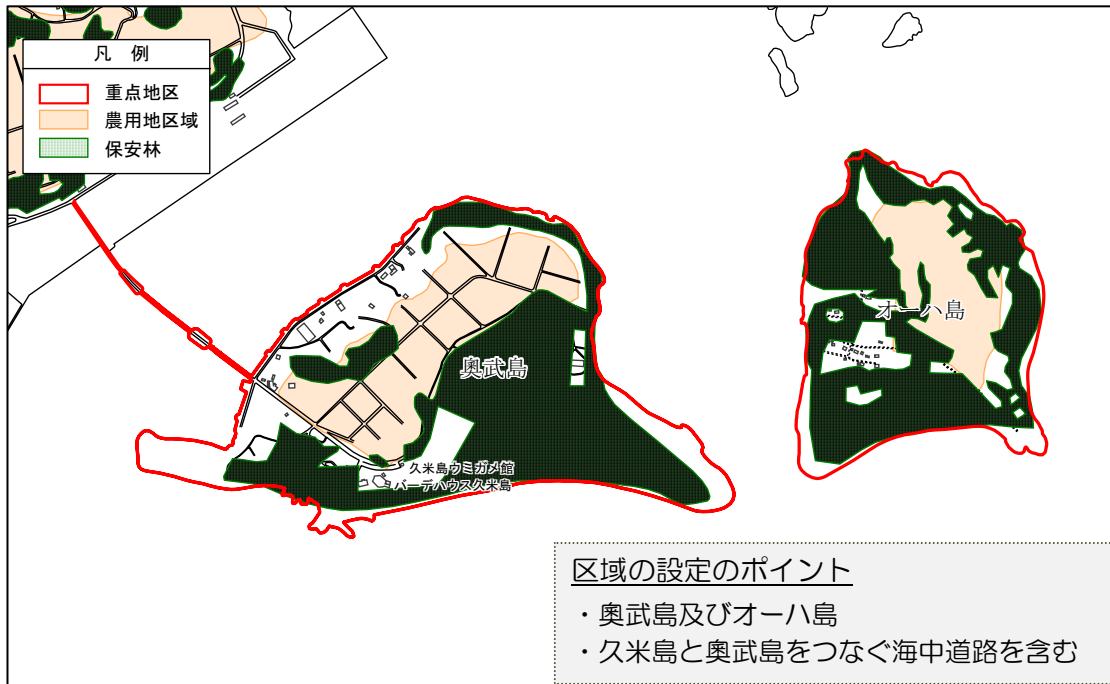 凡 例
重点地区
農用地区域
保安林
オーハ島
奥武島
久米島ウミガメ館
バーデハウス久米島
区域の設定のポイント
・奥武島及びオーハ島
・久米島と奥武島をつなぐ海中道路を含む